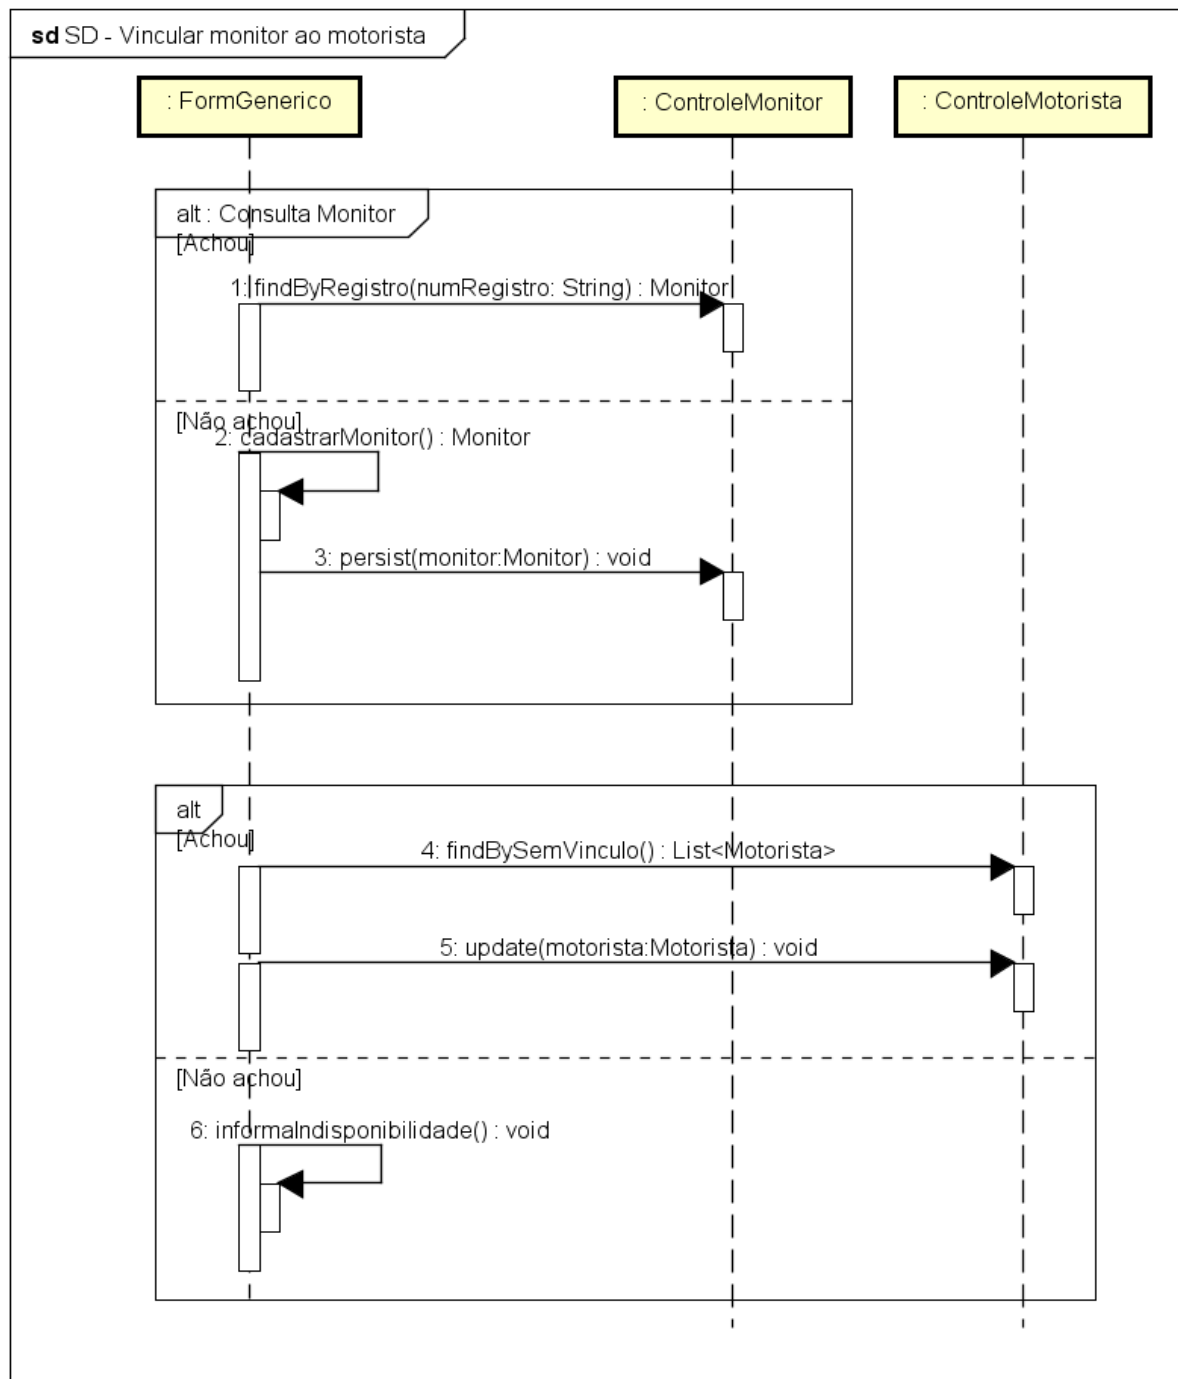 sd SD - Vincular monitor ao motorista
: FormGenerico
: ControleMonitor
: ControleMotorista
alt : Consulta Monitor
[Achou]
1: findByRegistro(numRegistro: String) : Monitor
[Não achou]
2: cadastrarMonitor() : Monitor
3: persist(monitor:Monitor) : void
alt
[Achou]
4: findBySemVinculo() : List<Motorista>
5: update(motorista:Motorista) : void
[Não achou]
6: informaIndisponibilidade() : void